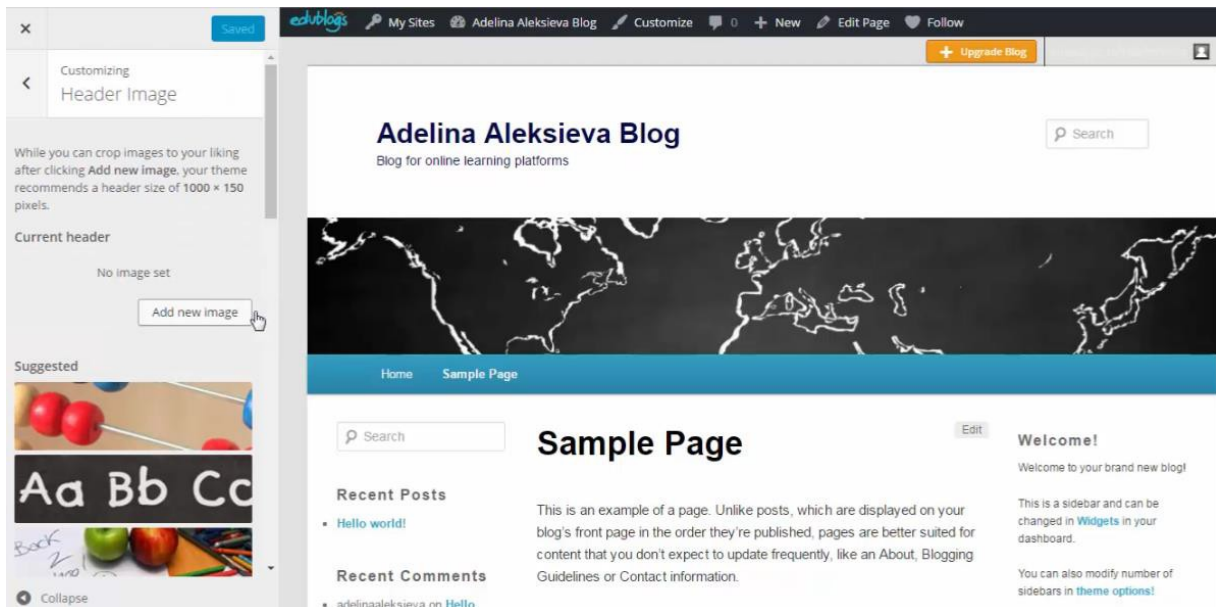 Saved
Customizing
Header Image
While you can crop images to your liking
after clicking Add new image, your theme
recommends a header size of 1000 × 150
pixels.
Current header
No image set
Add new image
Suggested
Aa Bb Cc
Back
2
Collapse
edublogs My Sites Adelina Aleksieva Blog Customize 0 New Edit Page Follow
Upgrade Blog
Adelina Aleksieva Blog
Blog for online learning platforms
Search
Home Sample Page
Search
Recent Posts
Hello world!
Recent Comments
adelinaaleksieva on Hello
Sample Page
Edit
This is an example of a page. Unlike posts, which are displayed on your
blog's front page in the order they're published, pages are better suited for
content that you don't expect to update frequently, like an About, Blogging
Guidelines or Contact information.
Welcome!
Welcome to your brand new blog!
This is a sidebar and can be
changed in Widgets in your
dashboard.
You can also modify number of
sidebars in theme options!